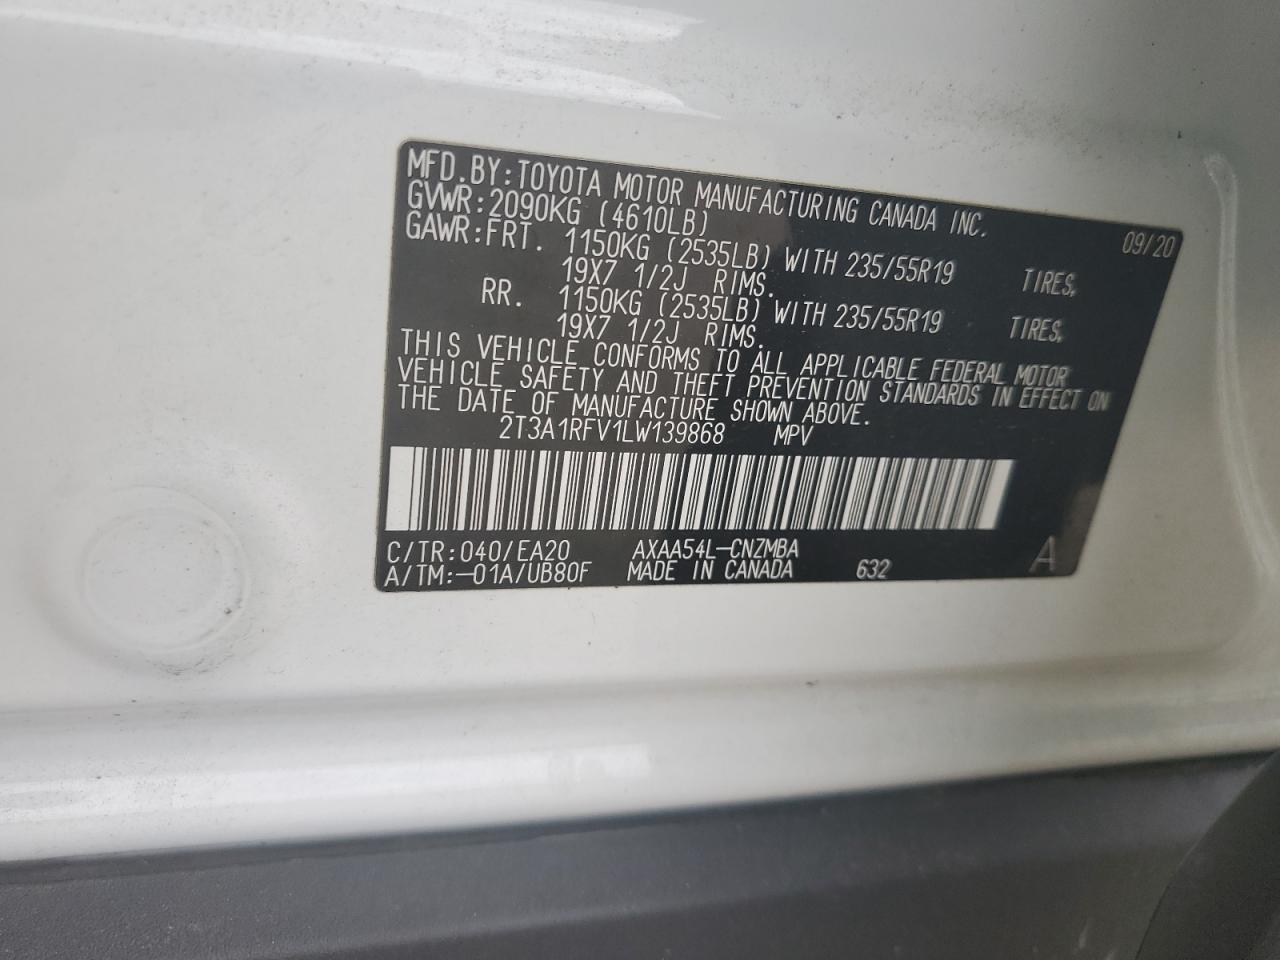 MFD.BY:TOYOTA MOTOR MANUFACTURING CANADA INC. 09/20
GVWR:2090KG (4610LB)
GAWR:FRT. 1150KG (2535LB) WITH 235/55R19 TIRES,
19X7 1/2J RIMS.
RR. 1150KG (2535LB) WITH 235/55R19 TIRES,
19X7 1/2J RIMS.
THIS VEHICLE CONFORMS TO ALL APPLICABLE FEDERAL MOTOR
VEHICLE SAFETY AND THEFT PREVENTION STANDARDS IN EFFECT ON
THE DATE OF MANUFACTURE SHOWN ABOVE.
2T3A1RFV1LW139868 MPV
C/TR:040/EA20 AXAA54L-CNZMBA
A/TM:-01A/UB80F MADE IN CANADA 632 A